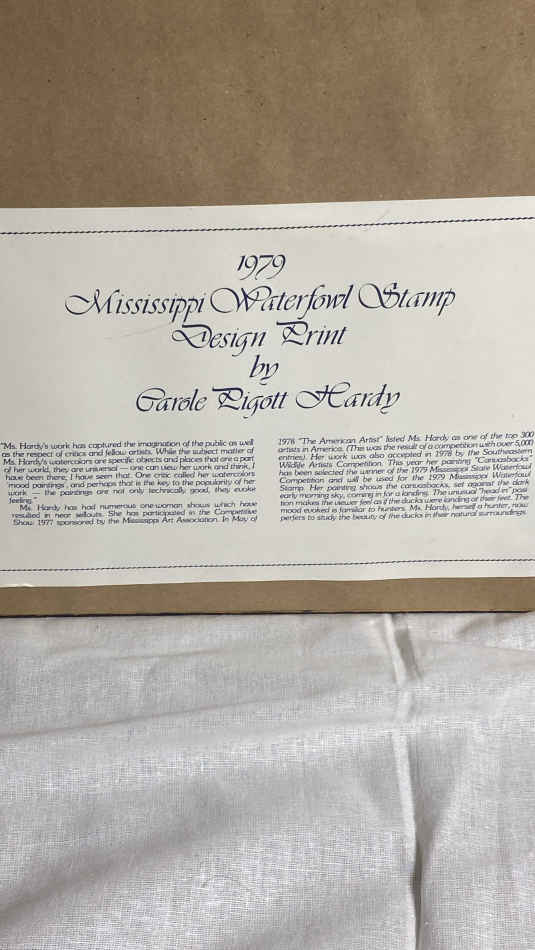 1979
Mississippi Waterfowl Stamp
Design Print
by
Carole Pigott Hardy
"Ms. Hardy's work has captured the imagination of the public as well
as the respect of critics and fellow artists. While the subject matter of
Ms. Hardy's watercolors are specific objects and places that are a part
of her world, they are universal — one can view her work and think, I
have been there; I have seen that. One critic called her watercolors
'mood paintings', and perhaps that is the key to the popularity of her
work — the paintings are not only technically good, they evoke
feeling."
Ms. Hardy has had numerous one-woman shows which have
resulted in near sellouts. She has participated in the Competitive
Show 1977 sponsored by the Mississippi Art Association. In May of
1978 "The American Artist" listed Ms. Hardy as one of the top 300
artists in America. (This was the result of a competition with over 5,000
entries). Her work was also accepted in 1978 by the Southeastern
Wildlife Artists Competition. This year her painting "Canvasbacks"
has been selected the winner of the 1979 Mississippi State Waterfowl
Competition and will be used for the 1979 Mississippi Waterfowl
Stamp. Her painting shows the canvasbacks, set against the dark
early morning sky, coming in for a landing. The unusual "head in" posi-
tion makes the viewer feel as if the ducks were landing at their feet. The
mood evoked is familiar to hunters. Ms. Hardy, herself a hunter, now
perfers to study the beauty of the ducks in their natural surroundings.